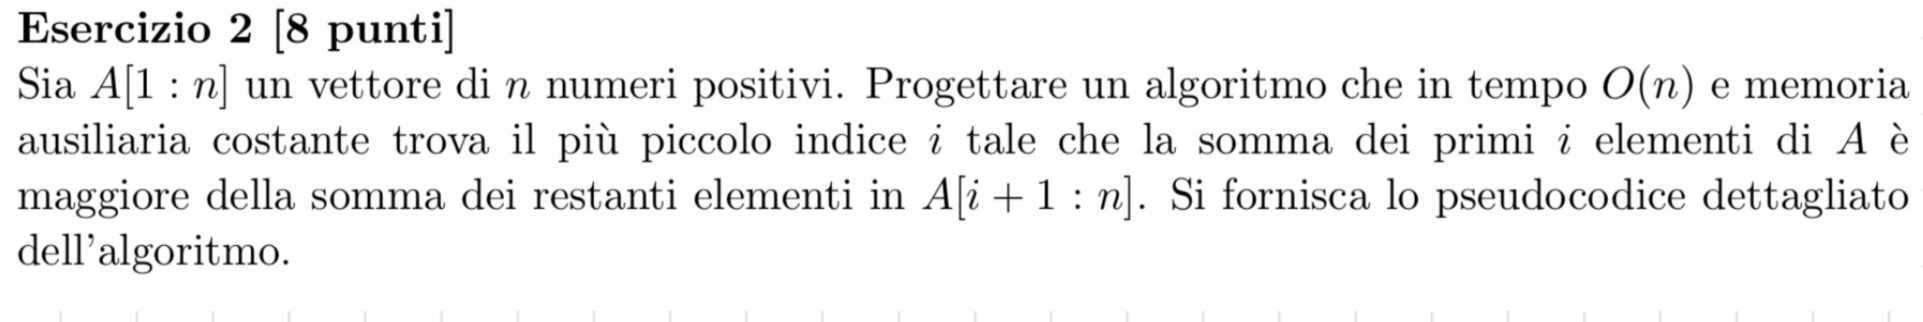 Esercizio 2 [8 punti]
Sia A[1 : n] un vettore di n numeri positivi. Progettare un algoritmo che in tempo O(n) e memoria
ausiliaria costante trova il più piccolo indice i tale che la somma dei primi i elementi di A è
maggiore della somma dei restanti elementi in A[i + 1 : n]. Si fornisca lo pseudocodice dettagliato
dell'algoritmo.